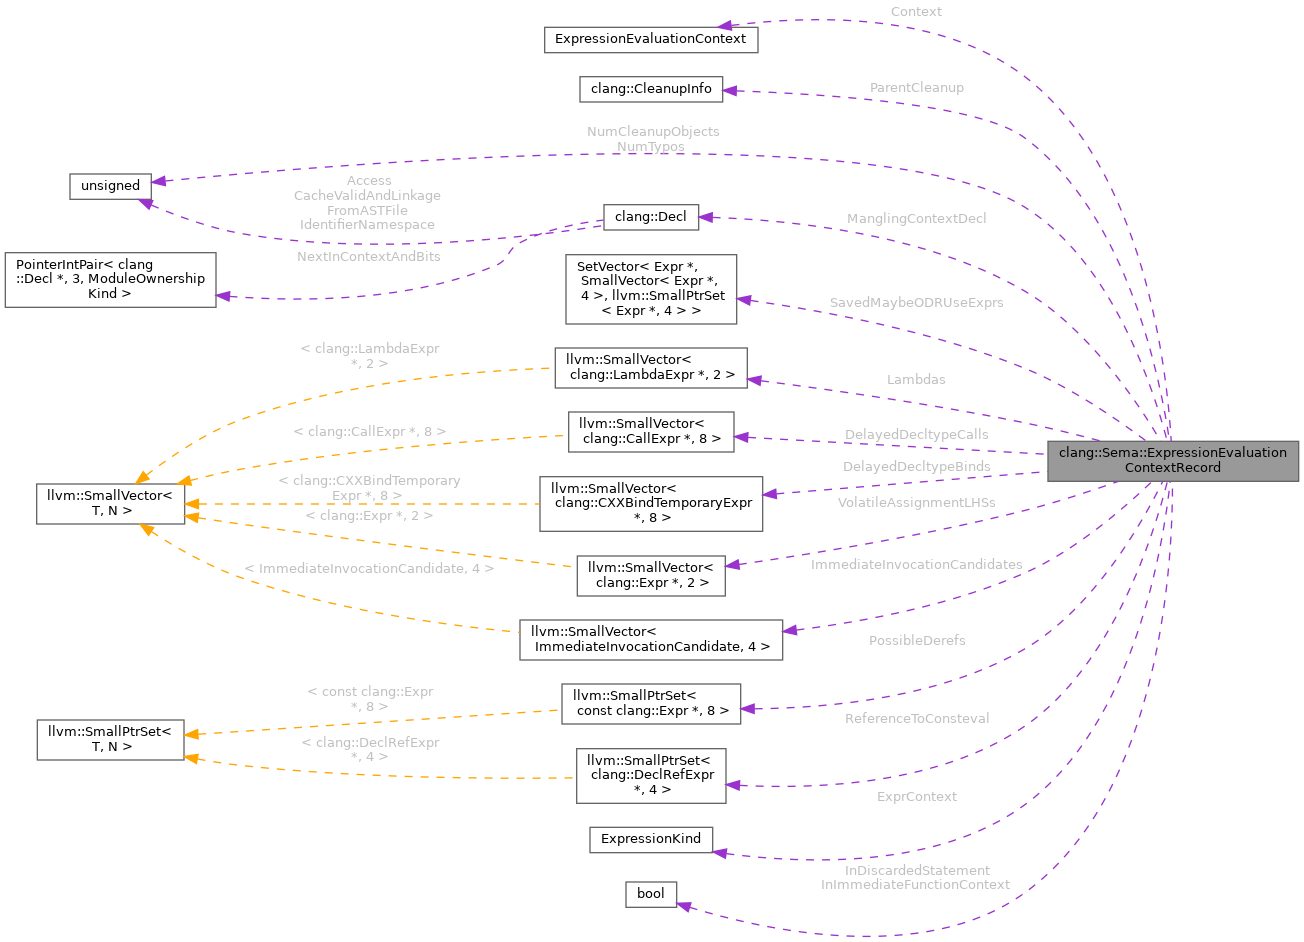 Context
ExpressionEvaluationContext
clang::CleanupInfo
ParentCleanup
NumCleanupObjects
NumTypos
unsigned
Access
CacheValidAndLinkage
FromASTFile
IdentifierNamespace
clang::Decl
ManglingContextDecl
NextInContextAndBits
PointerIntPair< clang
::Decl *, 3, ModuleOwnership
Kind >
SetVector< Expr *,
SmallVector< Expr *,
4 >, llvm::SmallPtrSet
< Expr *, 4 > >
SavedMaybeODRUseExprs
< clang::LambdaExpr
*, 2 >
llvm::SmallVector<
clang::LambdaExpr *, 2 >
Lambdas
< clang::CallExpr *, 8 >
llvm::SmallVector<
clang::CallExpr *, 8 >
DelayedDecltypeCalls
clang::Sema::ExpressionEvaluation
ContextRecord
llvm::SmallVector<
T, N >
< clang::CXXBindTemporary
Expr *, 8 >
llvm::SmallVector<
clang::CXXBindTemporaryExpr
*, 8 >
DelayedDecltypeBinds
< clang::Expr *, 2 >
VolatileAssignmentLHSs
llvm::SmallVector<
clang::Expr *, 2 >
< ImmediateInvocationCandidate, 4 >
ImmediateInvocationCandidates
llvm::SmallVector<
ImmediateInvocationCandidate, 4 >
PossibleDerefs
< const clang::Expr
*, 8 >
llvm::SmallPtrSet<
const clang::Expr *, 8 >
llvm::SmallPtrSet<
T, N >
ReferenceToConsteval
< clang::DeclRefExpr
*, 4 >
llvm::SmallPtrSet<
clang::DeclRefExpr
*, 4 >
ExprContext
ExpressionKind
InDiscardedStatement
InImmediateFunctionContext
bool